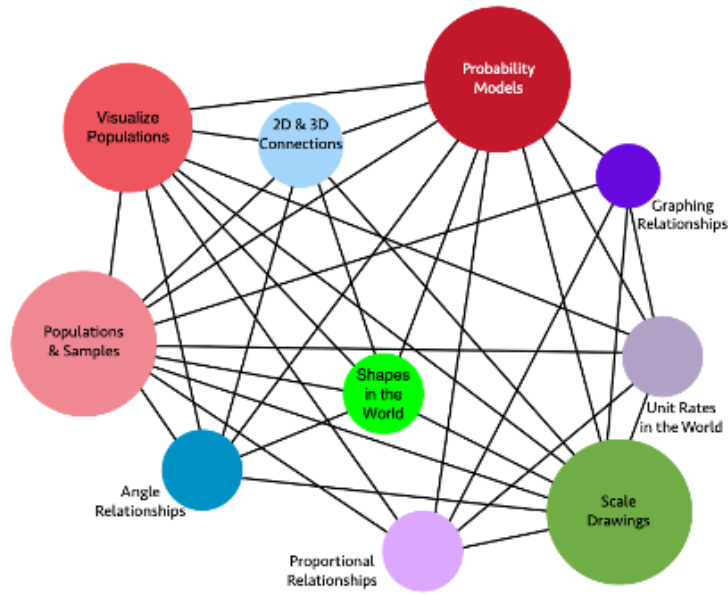 Probability
Models
Visualize
Populations
2D & 3D
Connections
Graphing
Relationships
Populations
& Samples
Shapes
in the
World
Unit Rates
in the World
Angle
Relationships
Scale
Drawings
Proportional
Relationships